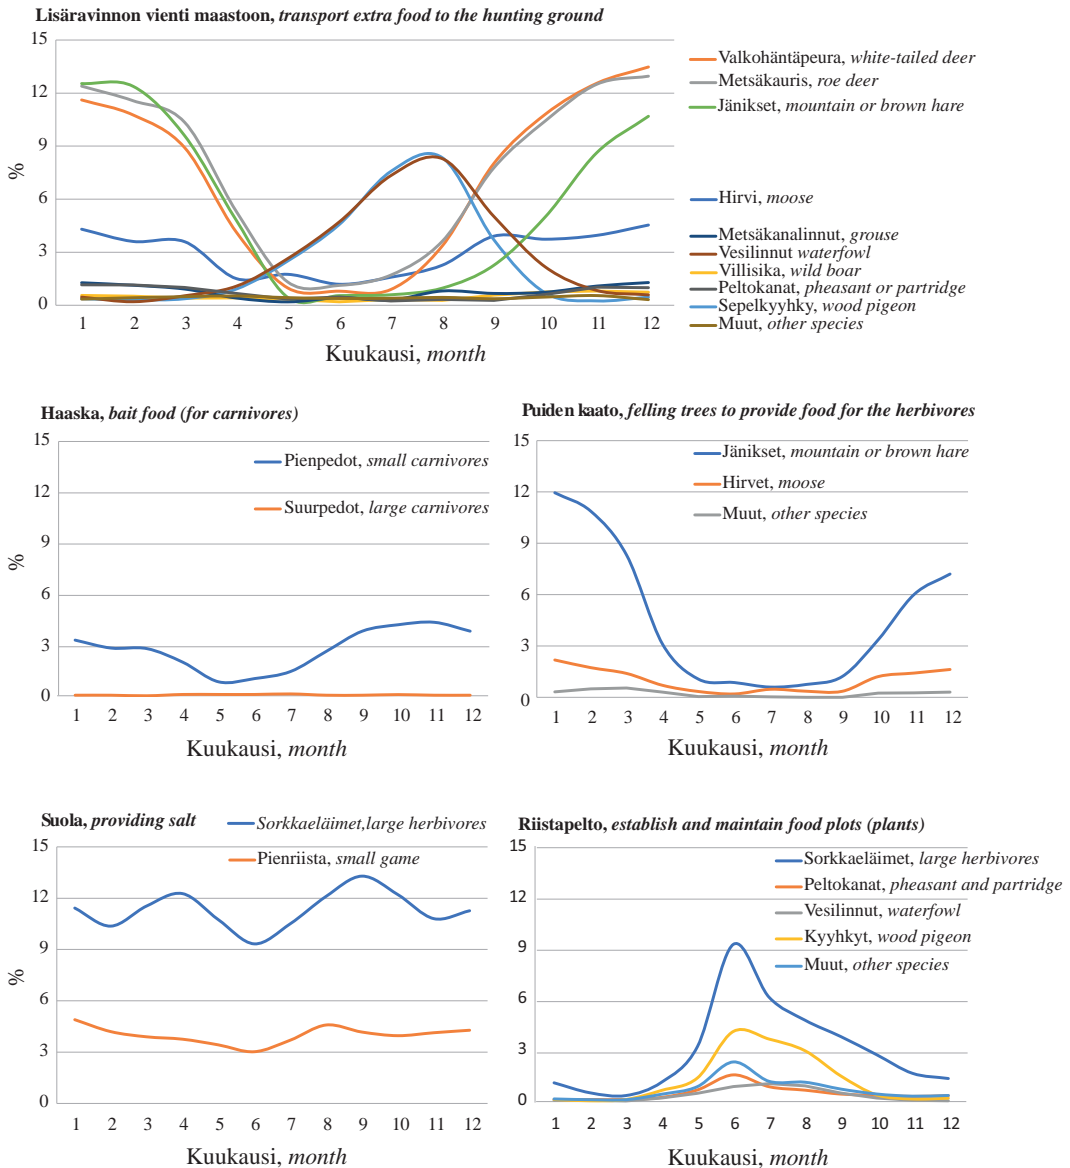 Lisäravinnon vienti maastoon, transport extra food to the hunting ground
15
12
9
6
3
0
%
1 2 3 4 5 6 7 8 9 10 11 12
Kuukausi, month
Valkohäntäpeura, white-tailed deer
Metsäkauris, roe deer
Jänikset, mountain or brown hare
Hirvi, moose
Metsäkanalinnut, grouse
Vesilinnut waterfowl
Villisika, wild boar
Peltokanat, pheasant or partridge
Sepelkyyhky, wood pigeon
Muut, other species
Haaska, bait food (for carnivores)
15
12
9
6
3
0
%
Pienpedot, small carnivores
Suurpedot, large carnivores
1 2 3 4 5 6 7 8 9 10 11 12
Kuukausi, month
Puiden kaato, felling trees to provide food for the herbivores
15
12
9
6
3
0
Jänikset, mountain or brown hare
Hirvet, moose
Muut, other species
1 2 3 4 5 6 7 8 9 10 11 12
Kuukausi, month
Suola, providing salt
Sorkkaeläimet,large herbivores
Pienriista, small game
15
12
9
6
3
0
%
1 2 3 4 5 6 7 8 9 10 11 12
Kuukausi, month
Riistapelto, establish and maintain food plots (plants)
15
12
9
6
3
0
Sorkkaeläimet, large herbivores
Peltokanat, pheasant and partridge
Vesilinnut, waterfowl
Kyyhkyt, wood pigeon
Muut, other species
1 2 3 4 5 6 7 8 9 10 11 12
Kuukausi, month